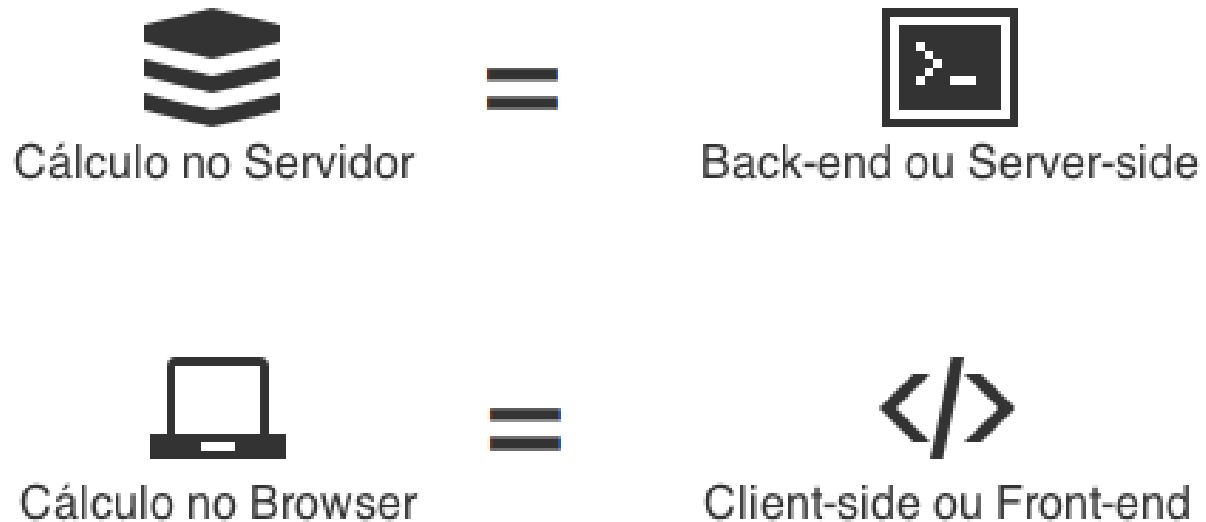 Cálculo no Servidor
=
Back-end ou Server-side
Cálculo no Browser
=
</>
Client-side ou Front-end